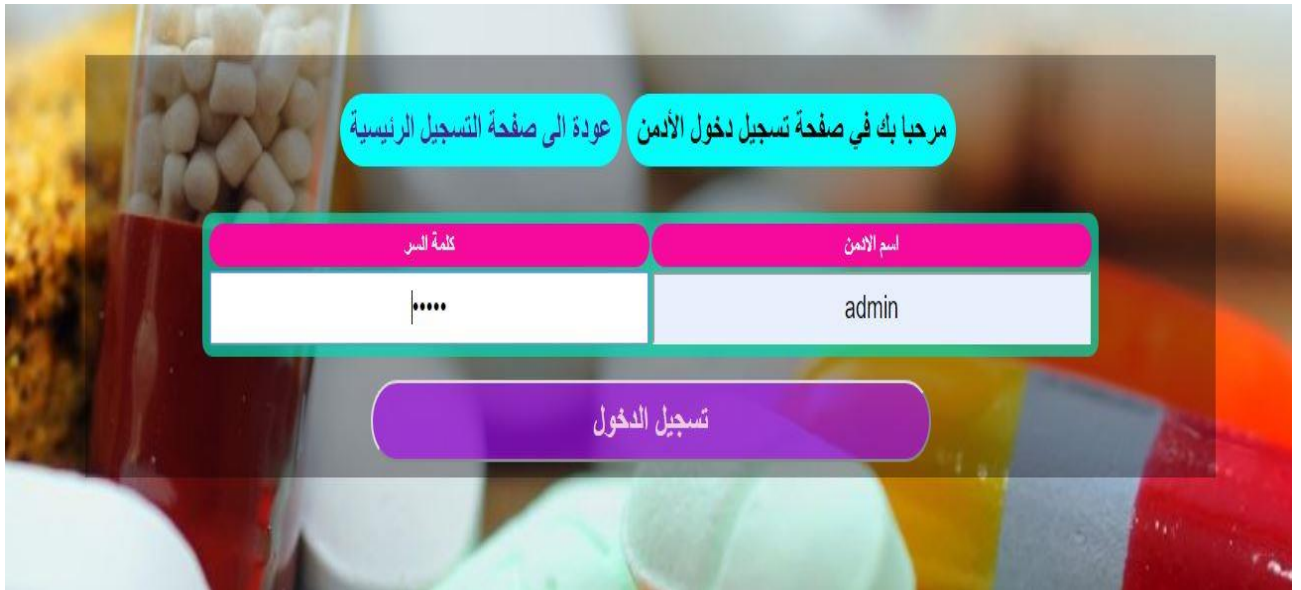 مرحبا بك في صفحة تسجيل دخول الأدمن عودة الى صفحة التسجيل الرئيسية
اسم الادمن كلمة السر
admin •••••
تسجيل الدخول